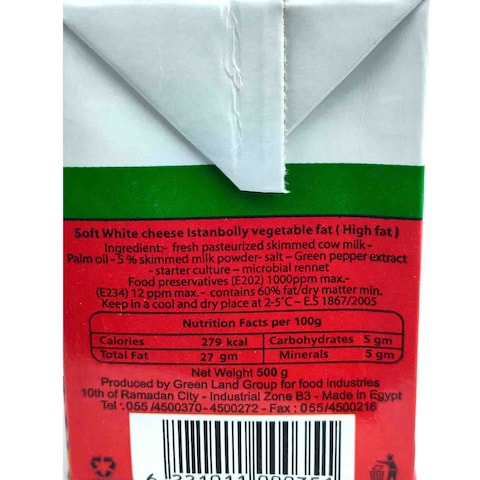 Soft White cheese Istanbolly vegetable fat ( High fat )
Ingredient:- fresh pasteurized skimmed cow milk -
Palm oil - 5 % skimmed milk powder- salt - Green pepper extract
- starter culture - microbial rennet
Food preservatives (E202) 1000ppm max.-
(E234) 12 ppm max.- contains 60% fat/dry matter min.
Keep in a cool and dry place at 2-5°C - E.S 1867/2005
Nutrition Facts per 100g
Calories 279 kcal Carbohydrates 5 gm
Total Fat 27 gm Minerals 5 gm
Net Weight 500 g
Produced by Green Land Group for food industries
10th of Ramadan City - Industrial Zone B3 - Made in Egypt
Tel : 055 /4500370- 4500272 - Fax : 055/4500216